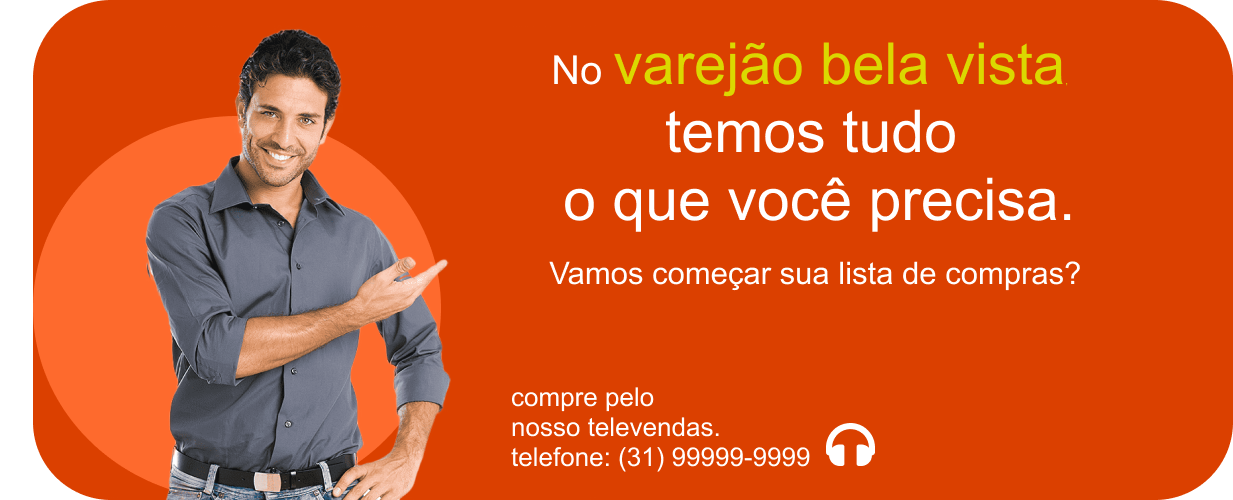 No varejão bela vista
temos tudo
o que você precisa.
Vamos começar sua lista de compras?
compre pelo
nosso televendas.
telefone: (31) 99999-9999